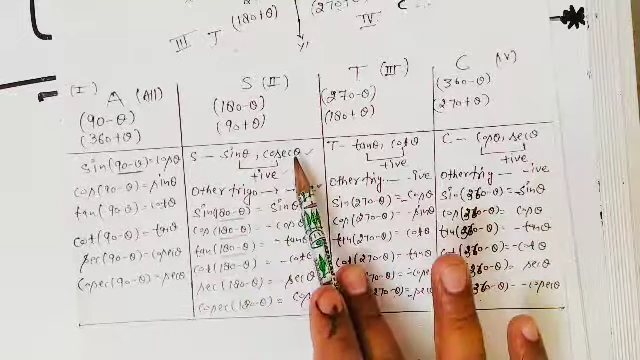 III T
(180+θ)
(270+θ)
IV C
Y'
(I) A (All)
(90-θ)
(360+θ)
sin(90-θ)=cosθ
cos(90-θ)=sinθ
tan(90-θ)=cotθ
cot(90-θ)=tanθ
sec(90-θ)=cosecθ
cosec(90-θ)=secθ
S (II)
(180-θ)
(90+θ)
S - sinθ, cosecθ
+ive
Other trigo
sin(180-θ) = sinθ
cos(180-θ) = -cosθ
tan(180-θ) = -tanθ
cot(180-θ) = -cotθ
sec(180-θ) = secθ
cosec(180-θ) =
T (III)
(270-θ)
(180+θ)
T- tanθ, cotθ
+ive
Other trig - -ive
sin(270-θ) = -cosθ
cos(270-θ) = -sinθ
tan(270-θ) = cotθ
cot(270-θ) = tanθ
C (IV)
(360-θ)
(270+θ)
C- cosθ, secθ
+ive
Other trig - -ive
sin(360-θ) = -sinθ
cos(360-θ) = cosθ
tan(360-θ) = -tanθ
cot(360-θ) = -cotθ
sec(360-θ) = secθ
cosec(360-θ) = -cosecθ